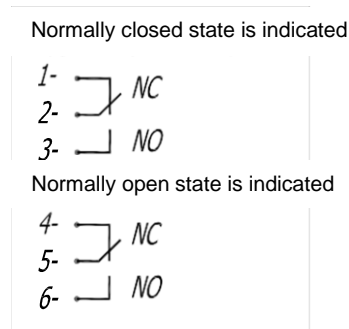 Normally closed state is indicated
1- NC
2-
3- NO
Normally open state is indicated
4- NC
5-
6- NO